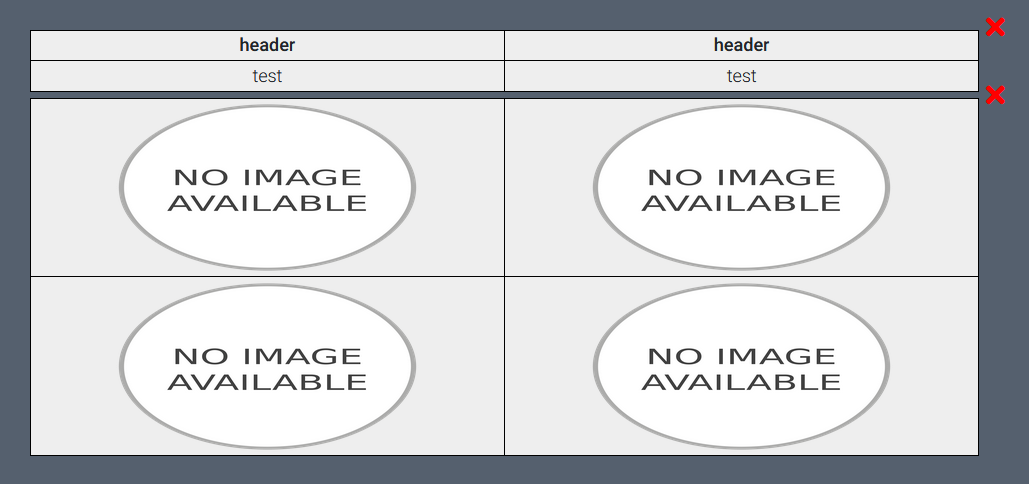 header header
test test
NO IMAGE NO IMAGE
AVAILABLE AVAILABLE
NO IMAGE NO IMAGE
AVAILABLE AVAILABLE